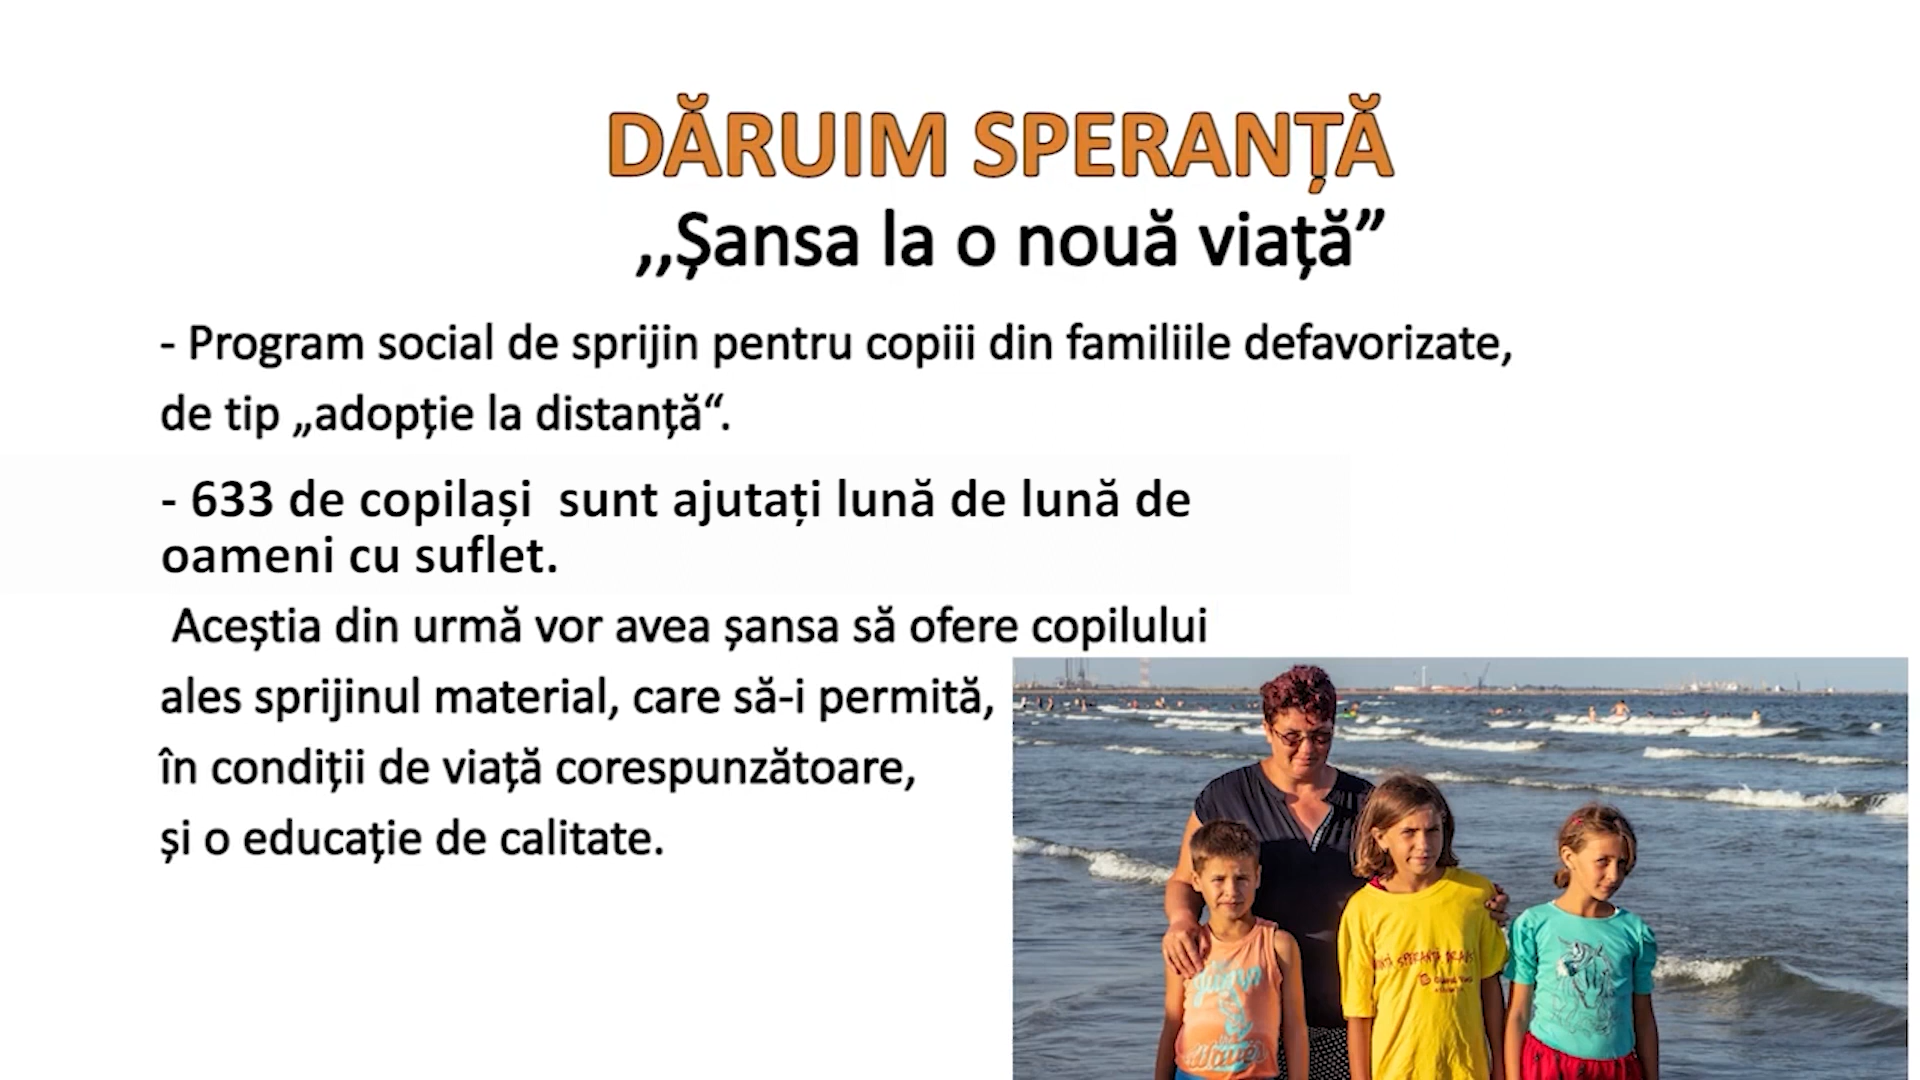 DĂRUIM SPERANȚĂ
,,Șansa la o nouă viață”
- Program social de sprijin pentru copiii din familiile defavorizate,
de tip „adopție la distanță“.
- 633 de copilași sunt ajutați lună de lună de
oameni cu suflet.
Aceștia din urmă vor avea șansa să ofere copilului
ales sprijinul material, care să-i permită,
în condiții de viață corespunzătoare,
și o educație de calitate.
SPERANȚĂ